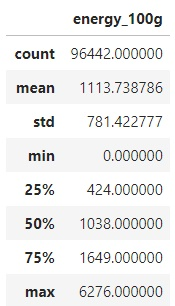 energy_100g
count 96442.000000
mean 1113.738786
std 781.422777
min 0.000000
25% 424.000000
50% 1038.000000
75% 1649.000000
max 6276.000000